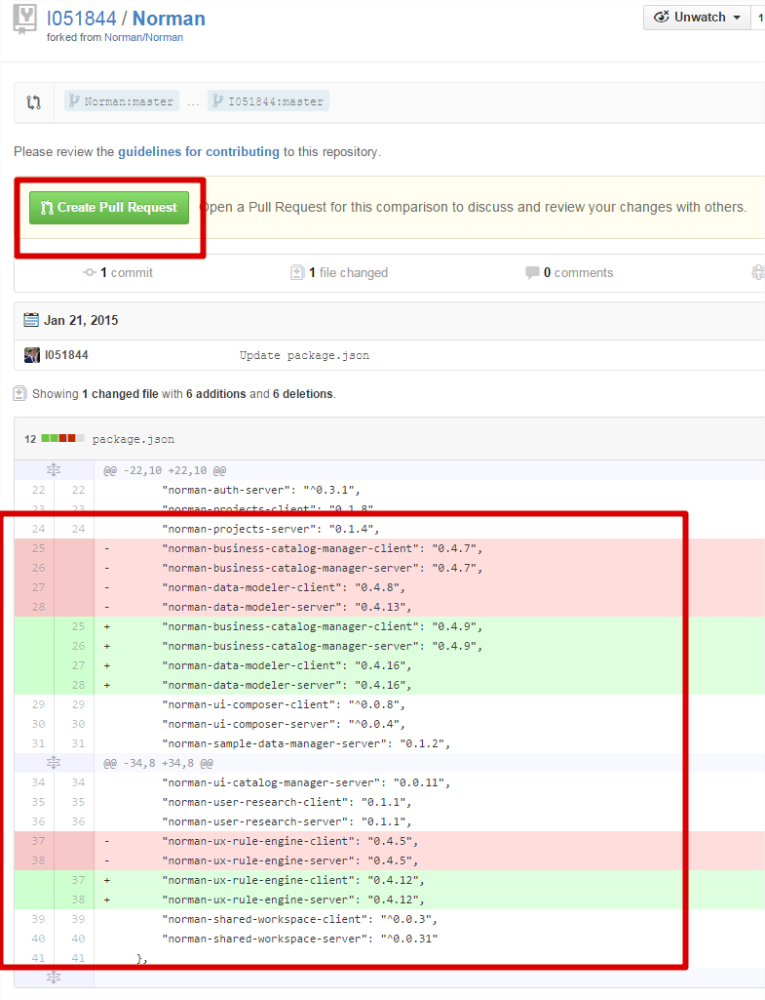 I051844 / Norman
Unwatch 1
forked from Norman/Norman
Norman:master ... I051844:master
Please review the guidelines for contributing to this repository.
Create Pull Request Open a Pull Request for this comparison to discuss and review your changes with others.
1 commit 1 file changed 0 comments
Jan 21, 2015
I051844 Update package.json
Showing 1 changed file with 6 additions and 6 deletions.
12 package.json
@@ -22,10 +22,10 @@
22 22 "norman-auth-server": "^0.3.1",
23 23 "norman-projects-client": "0.1.8"
24 24 "norman-projects-server": "0.1.4",
25 - "norman-business-catalog-manager-client": "0.4.7",
26 - "norman-business-catalog-manager-server": "0.4.7",
27 - "norman-data-modeler-client": "0.4.8",
28 - "norman-data-modeler-server": "0.4.13",
25 + "norman-business-catalog-manager-client": "0.4.9",
26 + "norman-business-catalog-manager-server": "0.4.9",
27 + "norman-data-modeler-client": "0.4.16",
28 + "norman-data-modeler-server": "0.4.16",
29 29 "norman-ui-composer-client": "^0.0.8",
30 30 "norman-ui-composer-server": "^0.0.4",
31 31 "norman-sample-data-manager-server": "0.1.2",
@@ -34,8 +34,8 @@
34 34 "norman-ui-catalog-manager-server": "0.0.11",
35 35 "norman-user-research-client": "0.1.1",
36 36 "norman-user-research-server": "0.1.1",
37 - "norman-ux-rule-engine-client": "0.4.5",
38 - "norman-ux-rule-engine-server": "0.4.5",
37 + "norman-ux-rule-engine-client": "0.4.12",
38 + "norman-ux-rule-engine-server": "0.4.12",
39 39 "norman-shared-workspace-client": "^0.0.3",
40 40 "norman-shared-workspace-server": "^0.0.31"
41 41 },